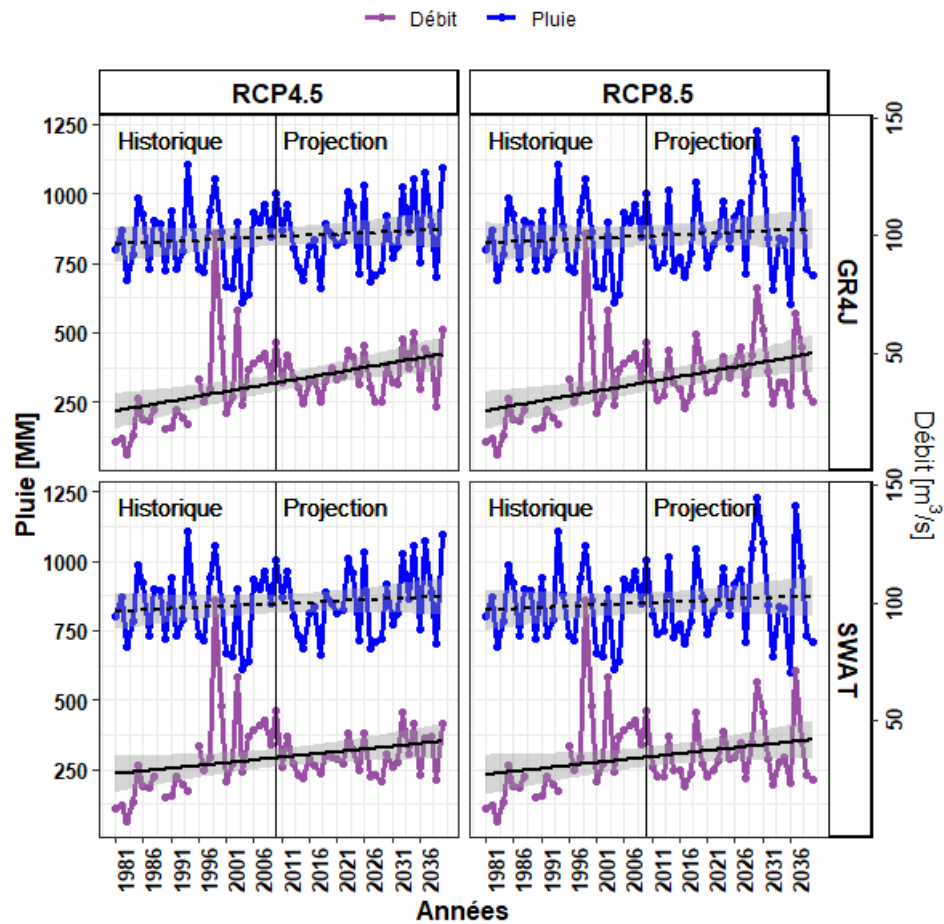 Débit Pluie
RCP4.5 RCP8.5
Historique Projection Historique Projection
1250
1000
750
500
250
150
100
50
GR4J
Historique Projection Historique Projection
1250
1000
750
500
250
150
100
50
SWAT
Pluie [MM]
Débit [m³/s]
1981 1986 1991 1996 2001 2006 2011 2016 2021 2026 2031 2036 1981 1986 1991 1996 2001 2006 2011 2016 2021 2026 2031 2036
Années